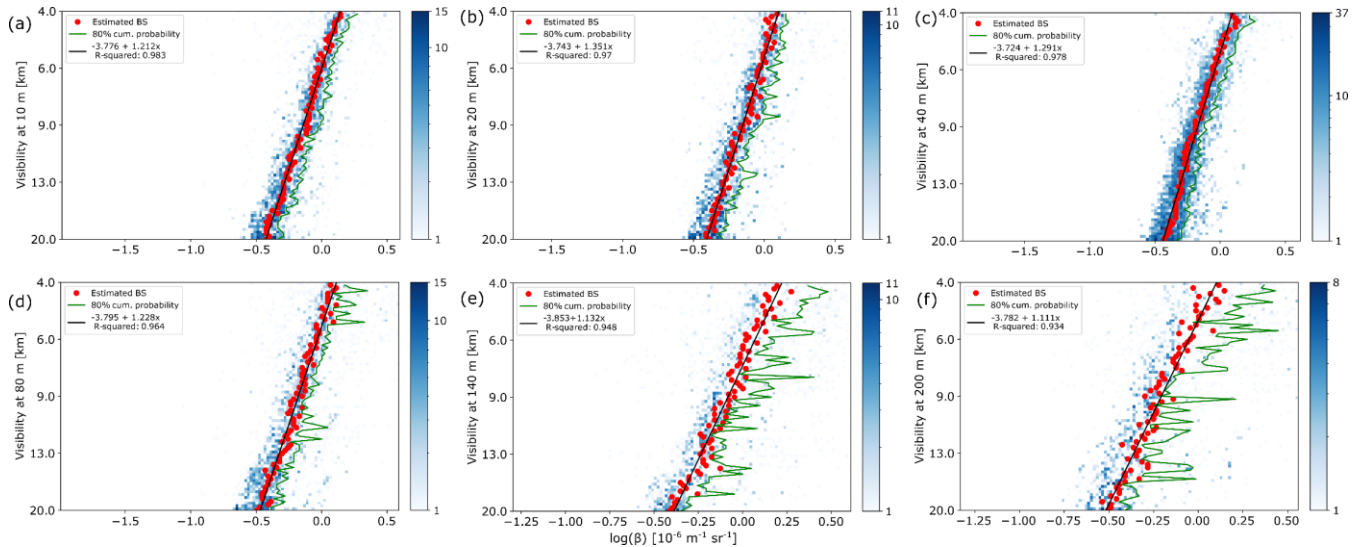 (a)
Visibility at 10 m [km]
4.0
6.0
9.0
13.0
20.0
Estimated BS
80% cum. probability
-3.776 + 1.212x
R-squared: 0.983
−1.5 −1.0 −0.5 0.0 0.5
15
10
1
(b)
Visibility at 20 m [km]
4.0
6.0
9.0
13.0
20.0
Estimated BS
80% cum. probability
-3.743 + 1.351x
R-squared: 0.97
−1.5 −1.0 −0.5 0.0 0.5
11
10
1
(c)
Visibility at 40 m [km]
4.0
6.0
9.0
13.0
20.0
Estimated BS
80% cum. probability
-3.724 + 1.291x
R-squared: 0.978
−1.5 −1.0 −0.5 0.0 0.5
37
10
1
(d)
Visibility at 80 m [km]
4.0
6.0
9.0
13.0
20.0
Estimated BS
80% cum. probability
-3.795 + 1.228x
R-squared: 0.964
−1.5 −1.0 −0.5 0.0 0.5
15
10
1
(e)
Visibility at 140 m [km]
4.0
6.0
9.0
13.0
20.0
Estimated BS
80% cum. probability
-3.853+1.132x
R-squared: 0.948
−1.25 −1.00 −0.75 −0.50 −0.25 0.00 0.25 0.50
log(β) [10⁻⁶ m⁻¹ sr⁻¹]
11
10
1
(f)
Visibility at 200 m [km]
4.0
6.0
9.0
13.0
20.0
Estimated BS
80% cum. probability
-3.782 + 1.111x
R-squared: 0.934
−1.25 −1.00 −0.75 −0.50 −0.25 0.00 0.25 0.50
8
1